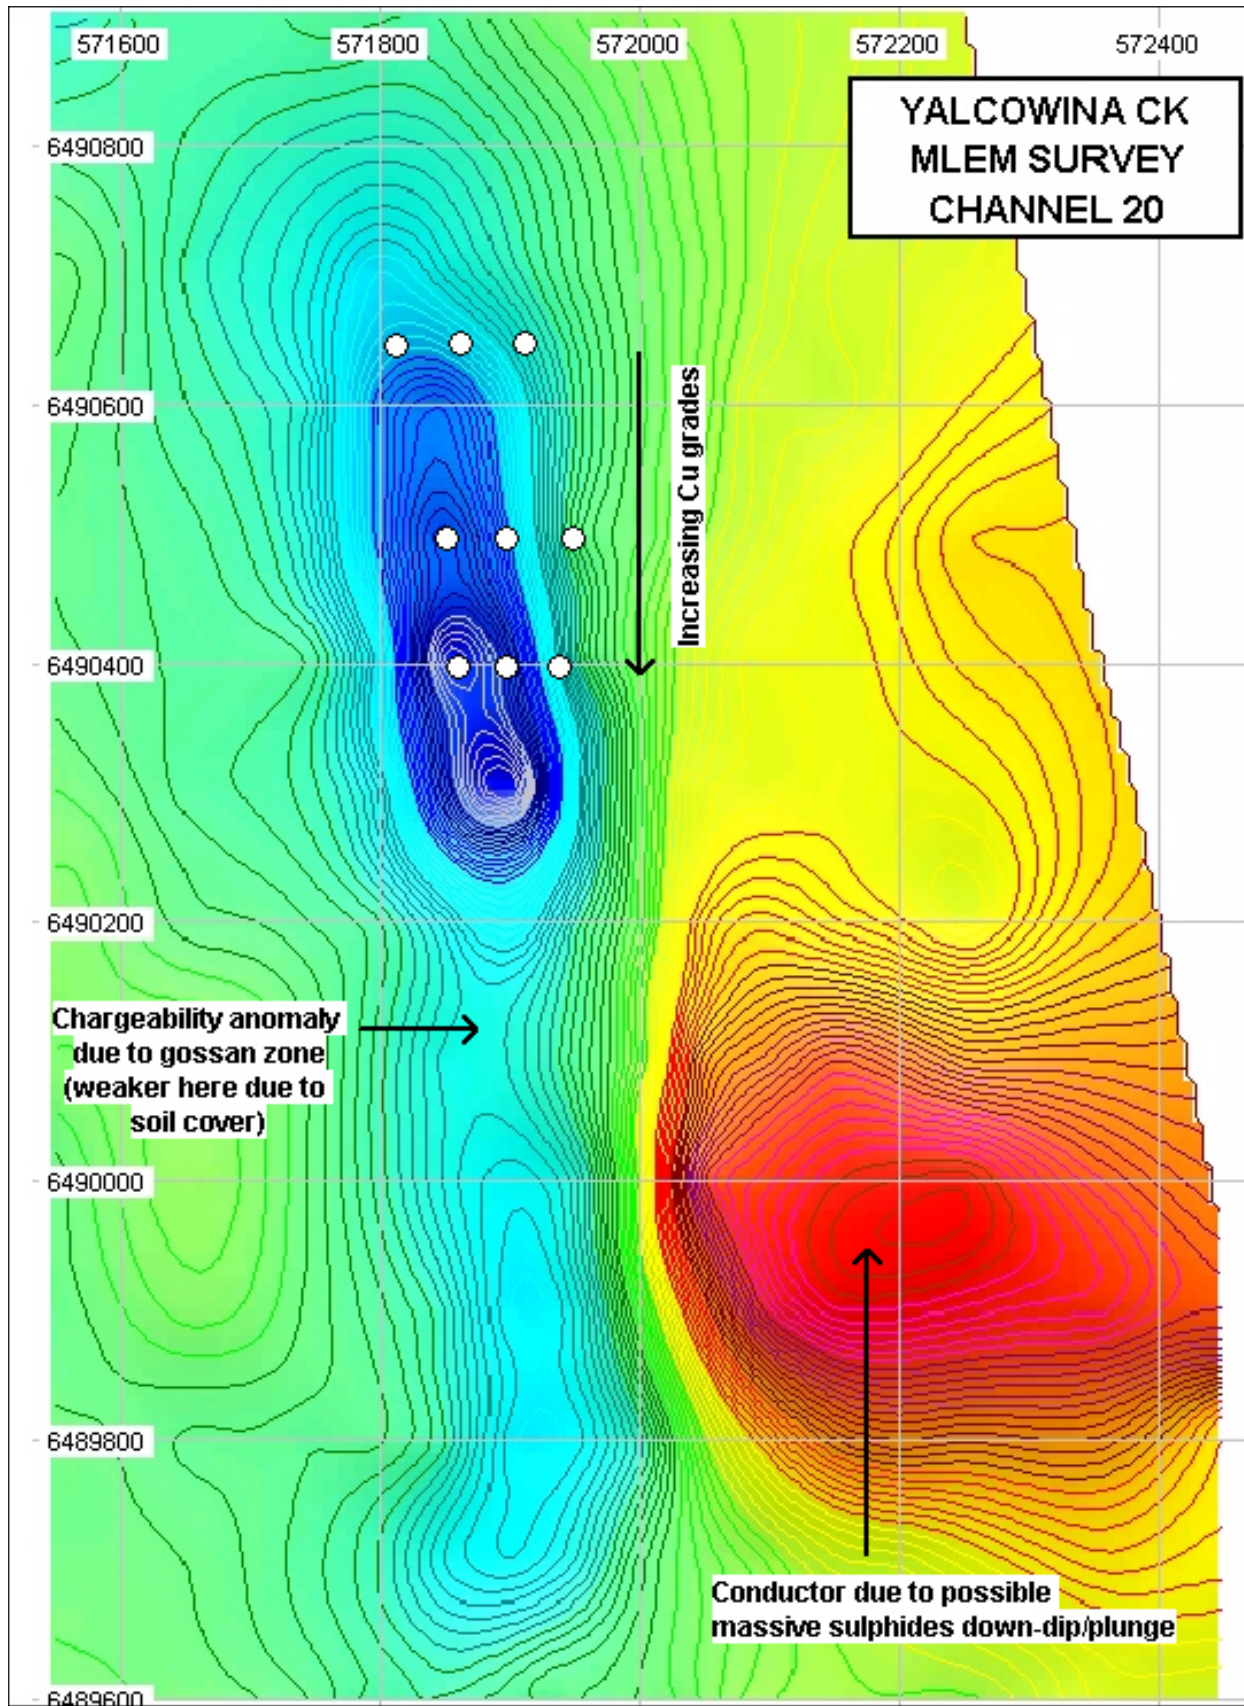 571600 571800 572000 572200 572400
YALCOWINA CK
MLEM SURVEY
CHANNEL 20
6490800
6490600
Increasing Cu grades
6490400
6490200
Chargeability anomaly
due to gossan zone
(weaker here due to
soil cover)
6490000
6489800
Conductor due to possible
massive sulphides down-dip/plunge
6489600